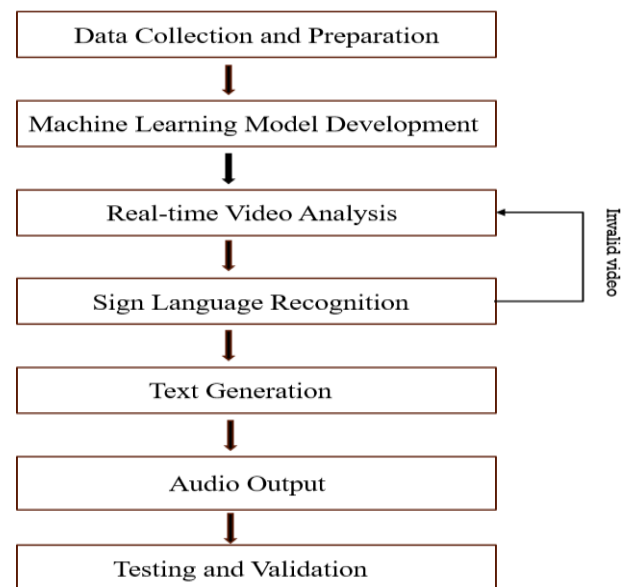 Data Collection and Preparation
Machine Learning Model Development
Real-time Video Analysis
Invalid video
Sign Language Recognition
Text Generation
Audio Output
Testing and Validation